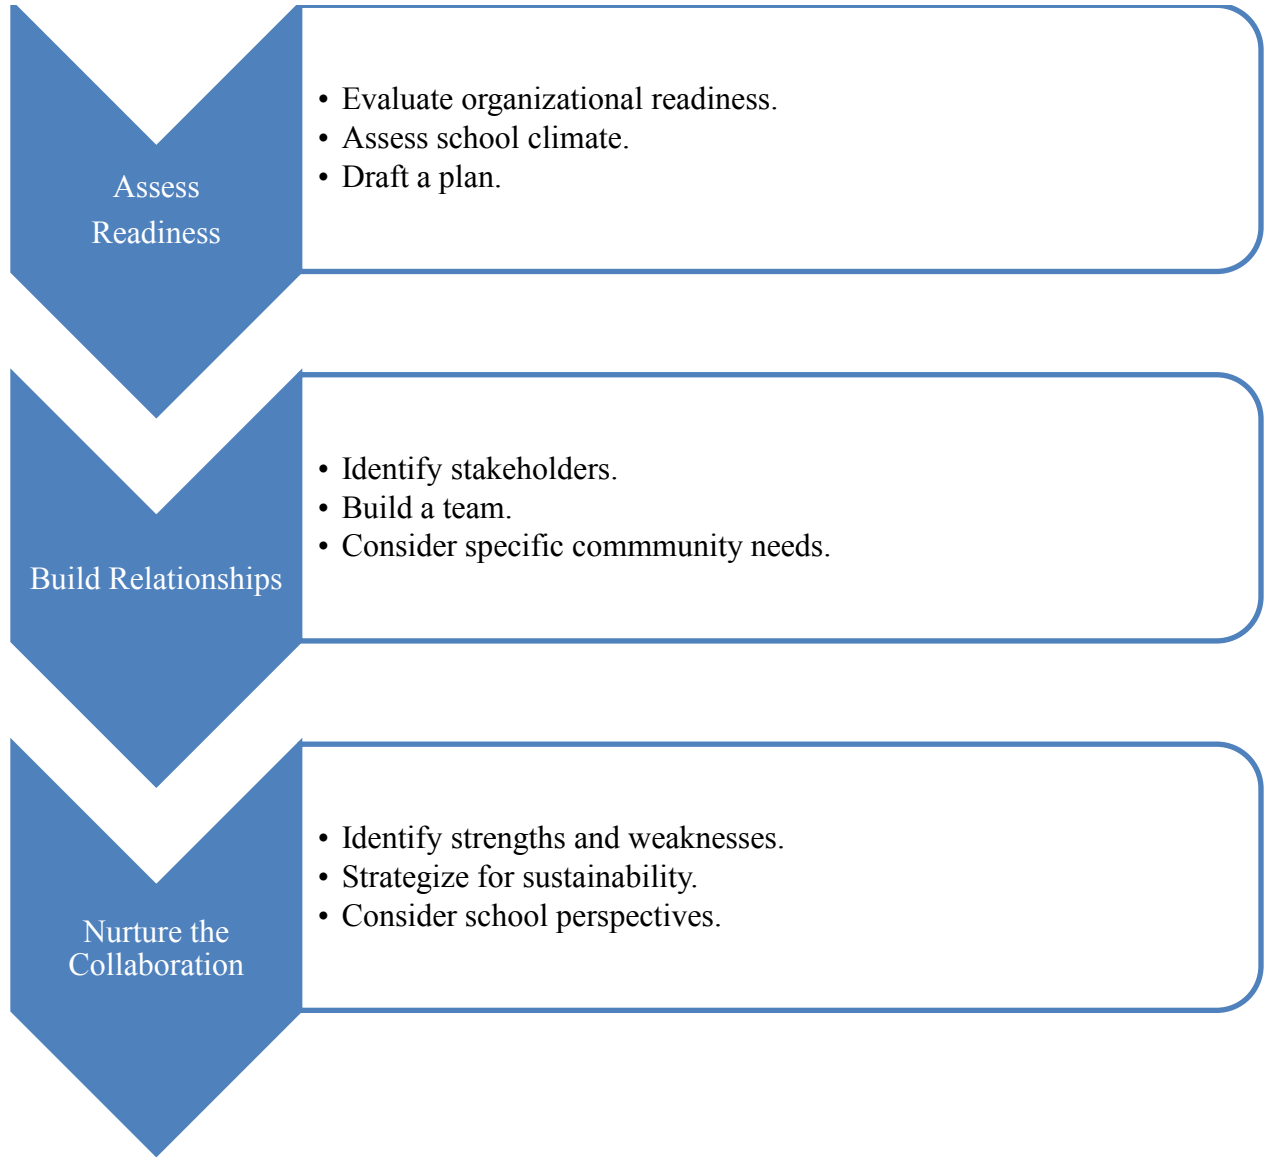 Assess
Readiness
• Evaluate organizational readiness.
• Assess school climate.
• Draft a plan.
Build Relationships
• Identify stakeholders.
• Build a team.
• Consider specific commmunity needs.
Nurture the
Collaboration
• Identify strengths and weaknesses.
• Strategize for sustainability.
• Consider school perspectives.